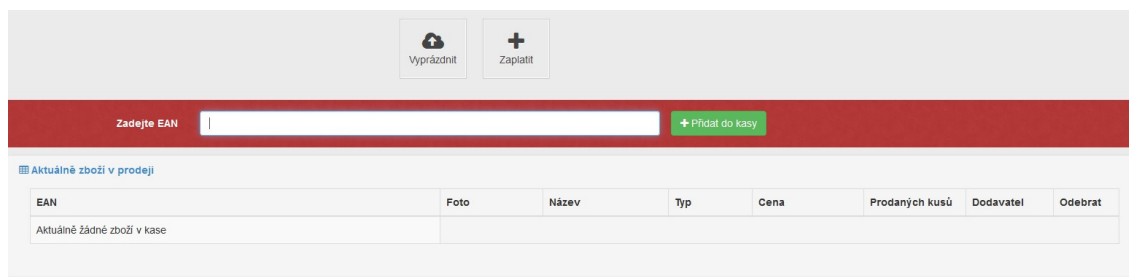 Vyprázdnit Zaplatit
Zadejte EAN Přidat do kasy
Aktuálně zboží v prodeji
EAN Foto Název Typ Cena Prodaných kusů Dodavatel Odebrat
Aktuálně žádné zboží v kase